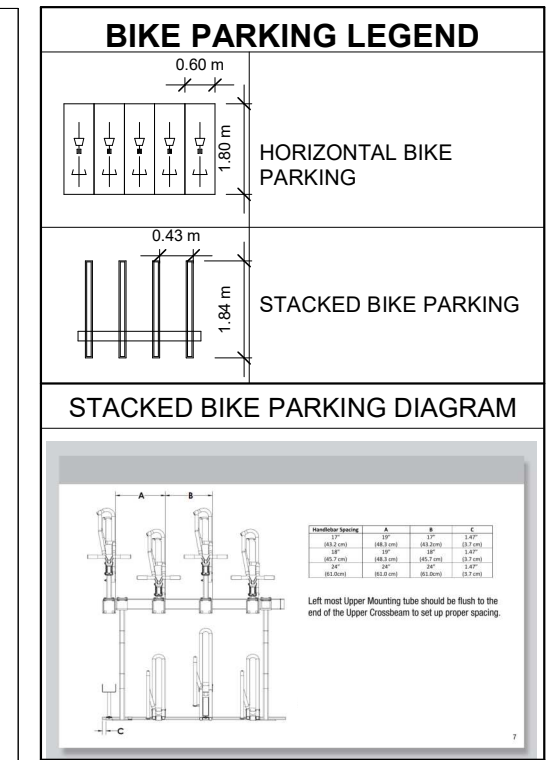 BIKE PARKING LEGEND
0.60 m
1.80 m
HORIZONTAL BIKE
PARKING
0.43 m
1.84 m
STACKED BIKE PARKING
STACKED BIKE PARKING DIAGRAM
A B
Handlebar Spacing A B C
17" 19" 17" 1.47"
(43.2 cm) (48.3 cm) (43.2cm) (3.7 cm)
18" 19" 18" 1.47"
(45.7 cm) (48.3 cm) (45.7 cm) (3.7 cm)
24" 24" 24" 1.47"
(61.0cm) (61.0 cm) (61.0cm) (3.7 cm)
Left most Upper Mounting tube should be flush to the
end of the Upper Crossbeam to set up proper spacing.
C
7